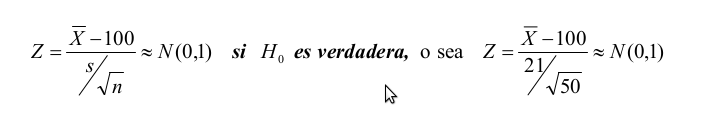 Z = (X̄ − 100) / (s/√n) ≈ N(0,1) si H₀ es verdadera, o sea Z = (X̄ − 100) / (21/√50) ≈ N(0,1)